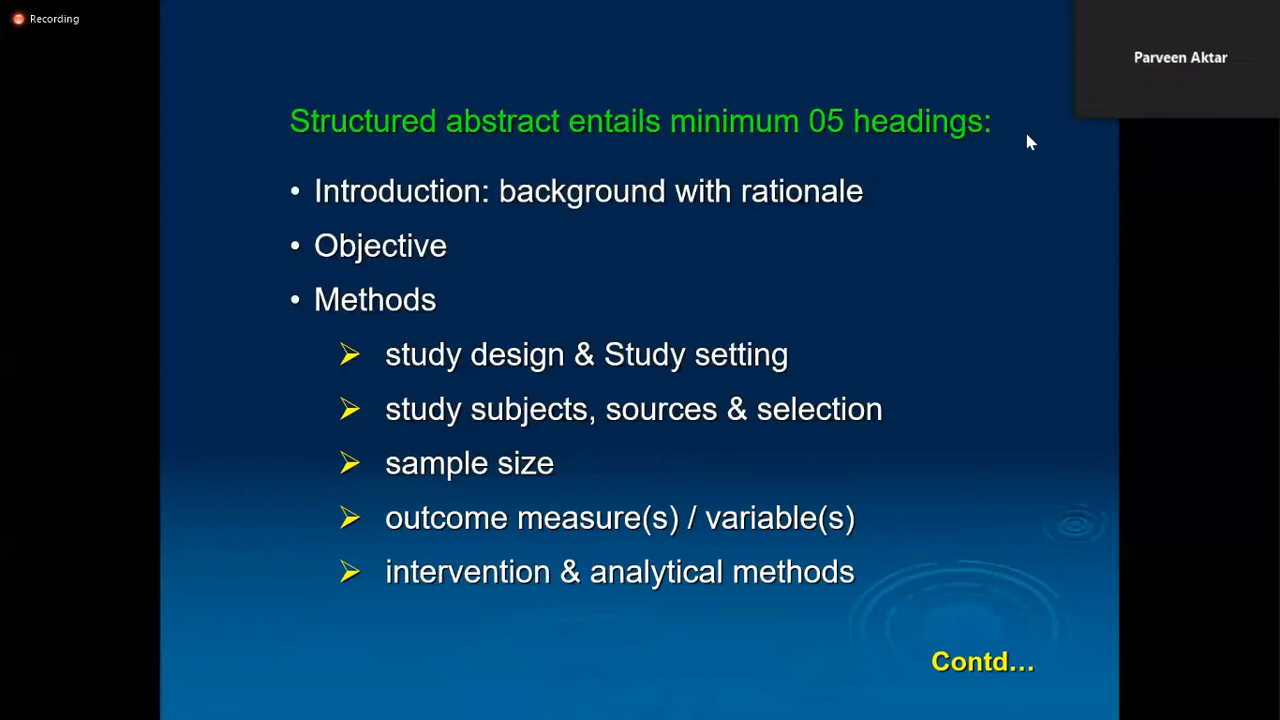 Recording
Parveen Aktar
Structured abstract entails minimum 05 headings:
• Introduction: background with rationale
• Objective
• Methods
➢ study design & Study setting
➢ study subjects, sources & selection
➢ sample size
➢ outcome measure(s) / variable(s)
➢ intervention & analytical methods
Contd...